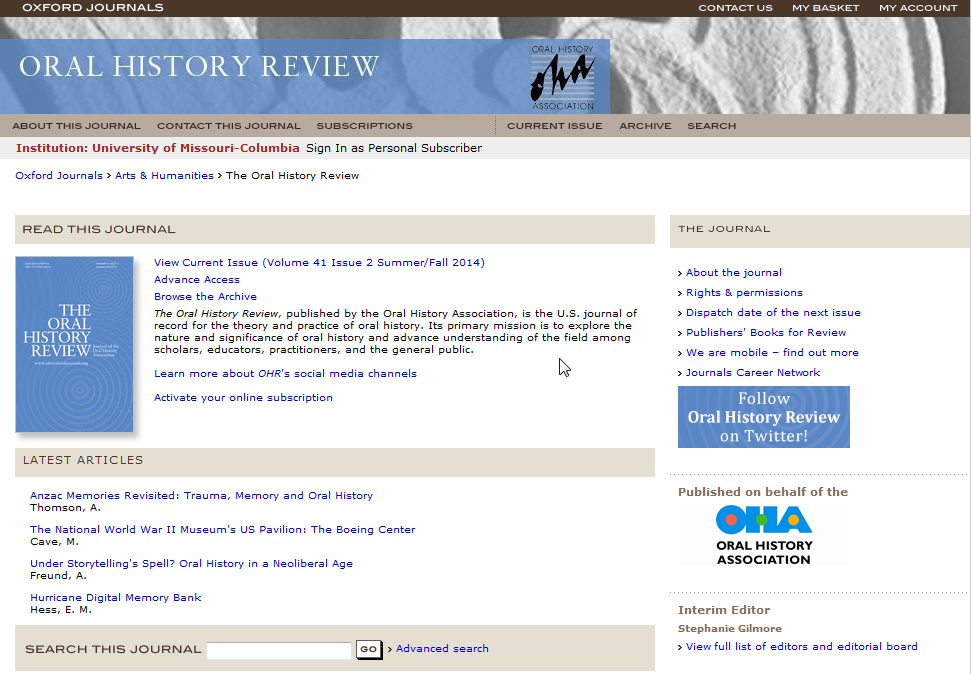 OXFORD JOURNALS
CONTACT US MY BASKET MY ACCOUNT
ORAL HISTORY REVIEW
ORAL HISTORY
OHA
ASSOCIATION
ABOUT THIS JOURNAL CONTACT THIS JOURNAL SUBSCRIPTIONS CURRENT ISSUE ARCHIVE SEARCH
Institution: University of Missouri-Columbia Sign In as Personal Subscriber
Oxford Journals > Arts & Humanities > The Oral History Review
READ THIS JOURNAL
THE
ORAL
HISTORY
REVIEW
View Current Issue (Volume 41 Issue 2 Summer/Fall 2014)
Advance Access
Browse the Archive
The Oral History Review, published by the Oral History Association, is the U.S. journal of
record for the theory and practice of oral history. Its primary mission is to explore the
nature and significance of oral history and advance understanding of the field among
scholars, educators, practitioners, and the general public.
Learn more about OHR's social media channels
Activate your online subscription
LATEST ARTICLES
Anzac Memories Revisited: Trauma, Memory and Oral History
Thomson, A.
The National World War II Museum's US Pavilion: The Boeing Center
Cave, M.
Under Storytelling's Spell? Oral History in a Neoliberal Age
Freund, A.
Hurricane Digital Memory Bank
Hess, E. M.
SEARCH THIS JOURNAL GO > Advanced search
THE JOURNAL
> About the journal
> Rights & permissions
> Dispatch date of the next issue
> Publishers' Books for Review
> We are mobile – find out more
> Journals Career Network
Follow
Oral History Review
on Twitter!
Published on behalf of the
OHA
ORAL HISTORY
ASSOCIATION
Interim Editor
Stephanie Gilmore
> View full list of editors and editorial board